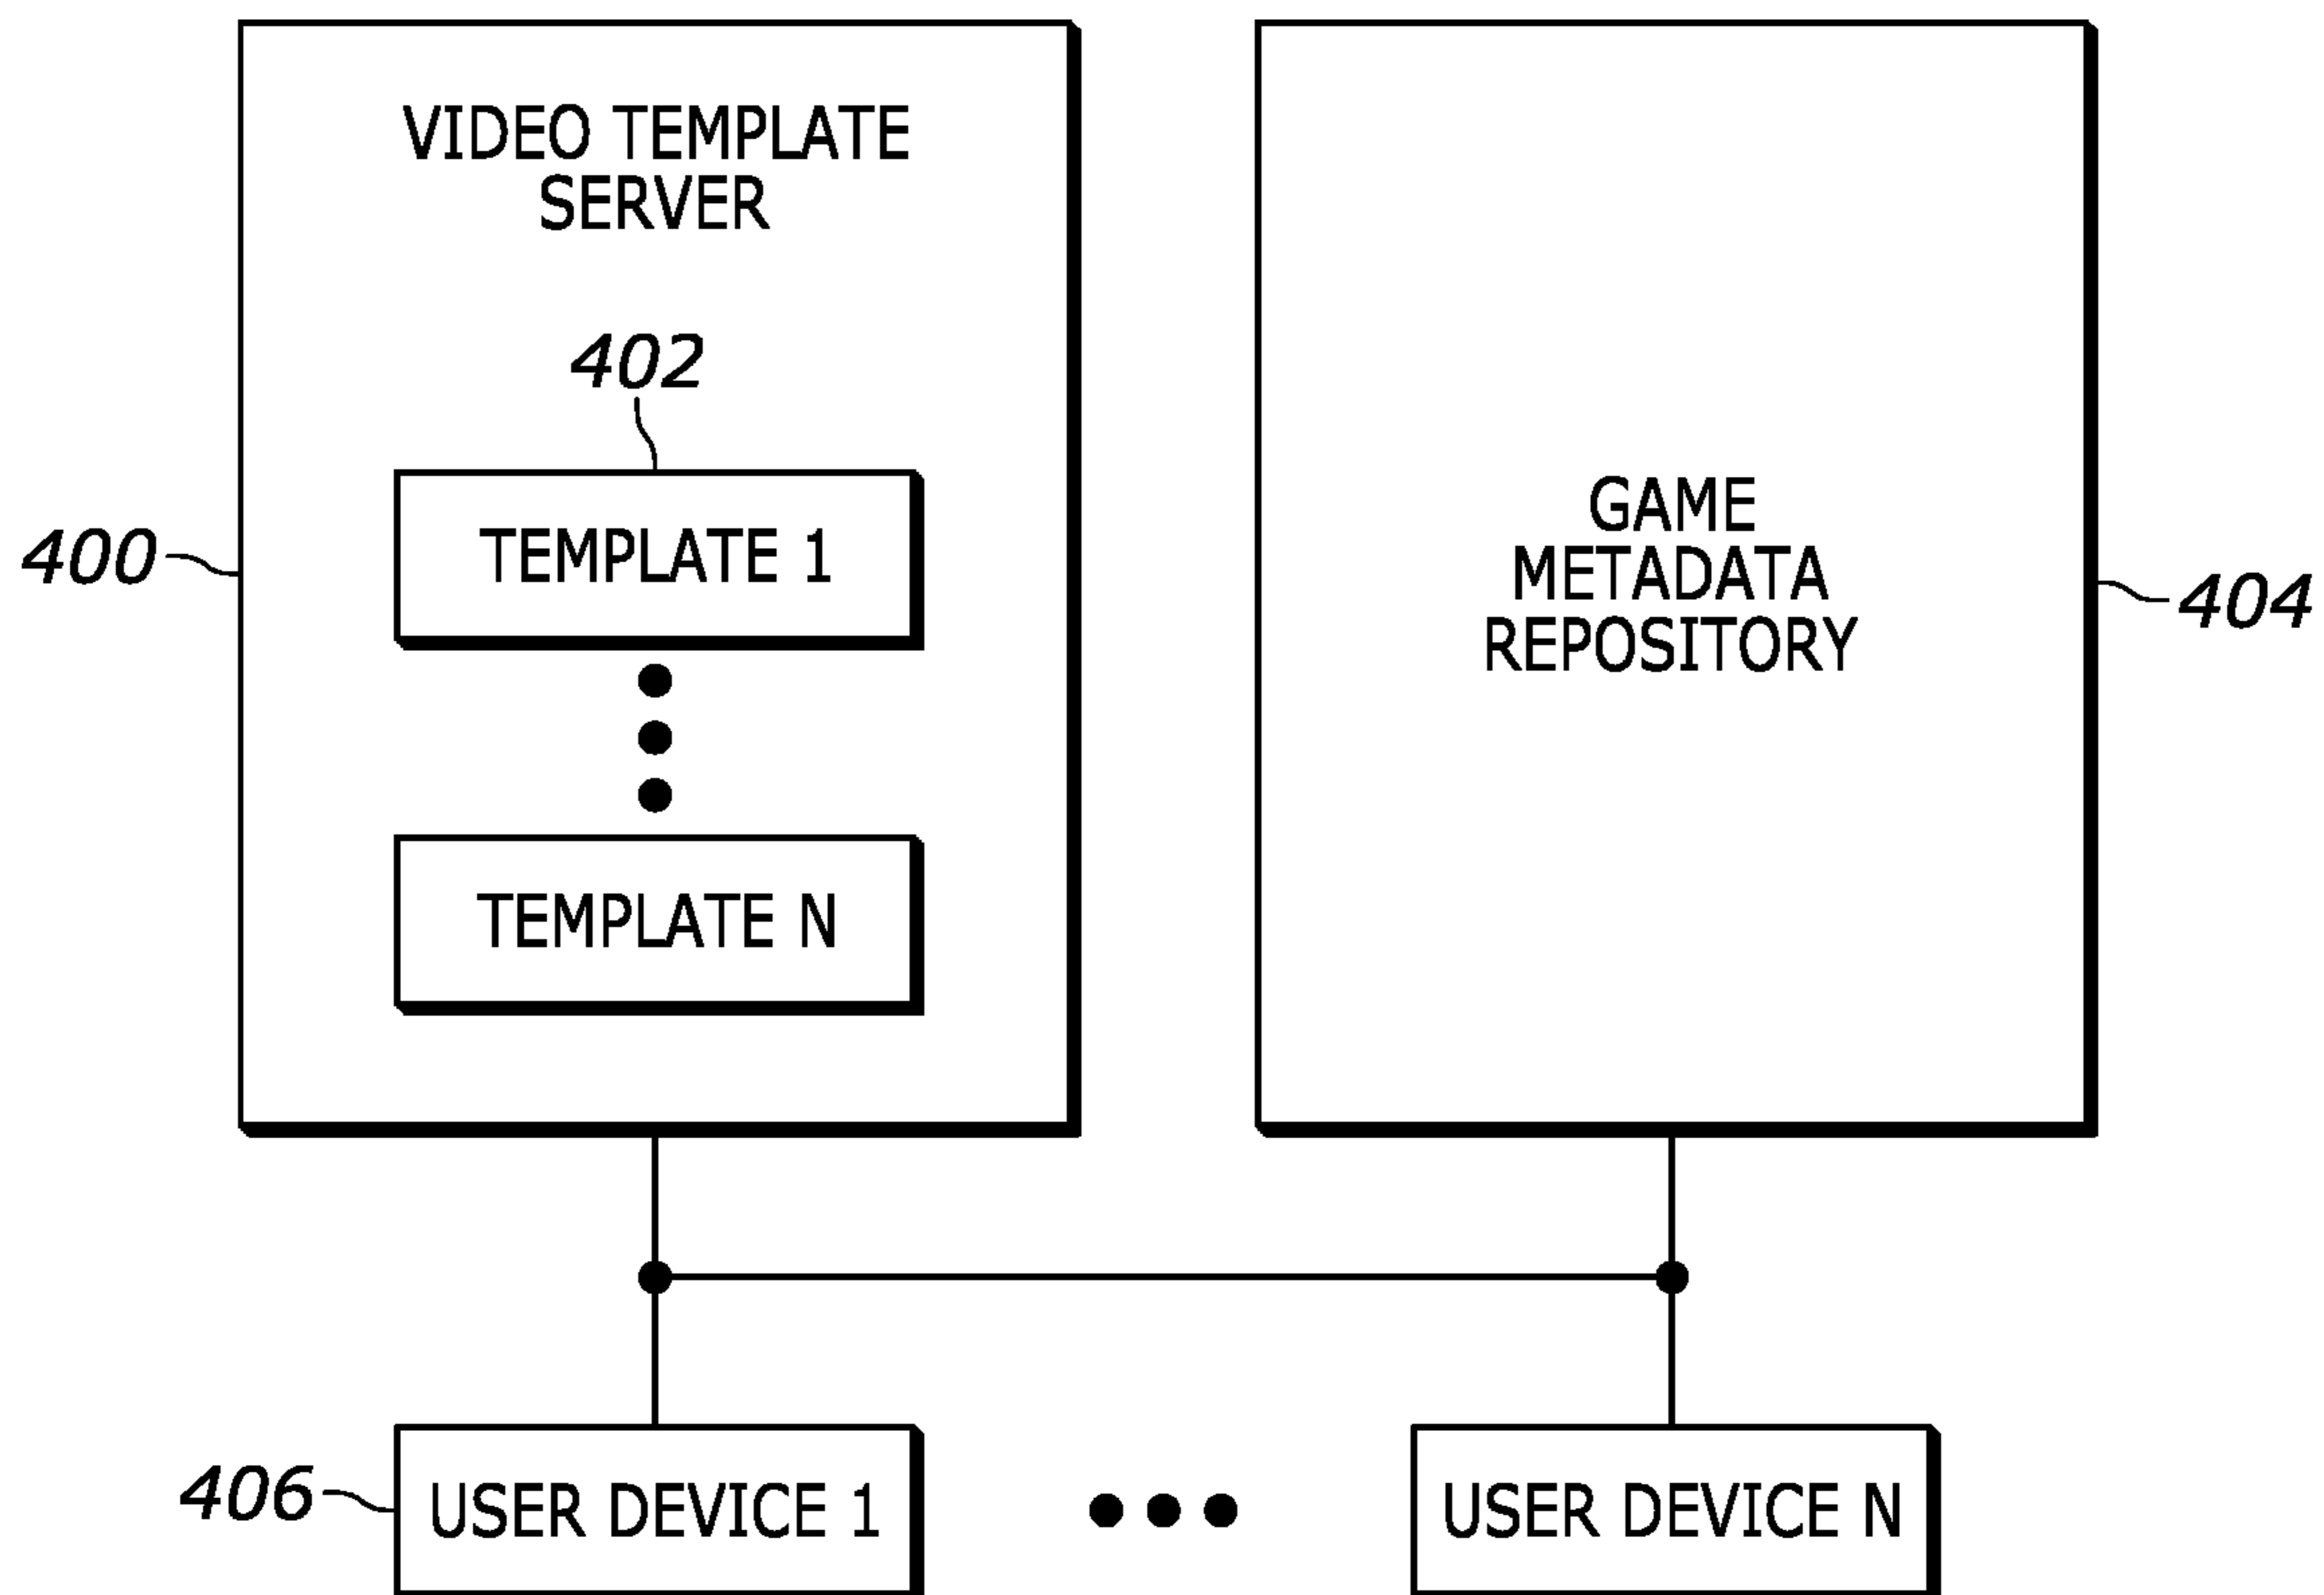 VIDEO TEMPLATE
SERVER
402
TEMPLATE 1
400
TEMPLATE N
GAME
METADATA
REPOSITORY
404
406
USER DEVICE 1
USER DEVICE N